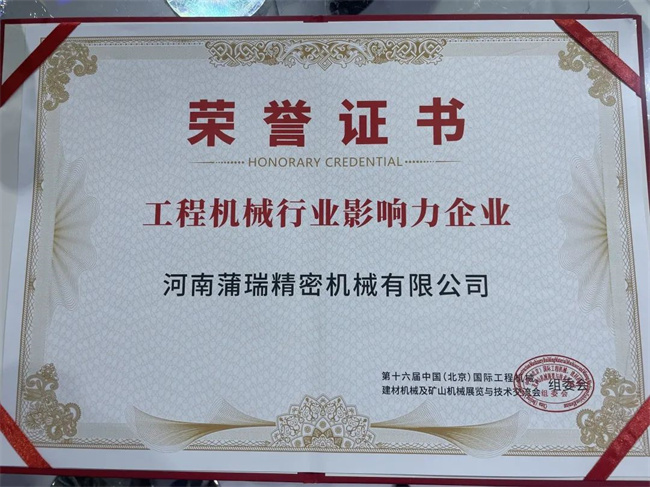 荣誉证书
HONORARY CREDENTIAL
工程机械行业影响力企业
河南蒲瑞精密机械有限公司
第十六届中国(北京)国际工程机械、
建材机械及矿山机械展览与技术交流会 组委会
组委会